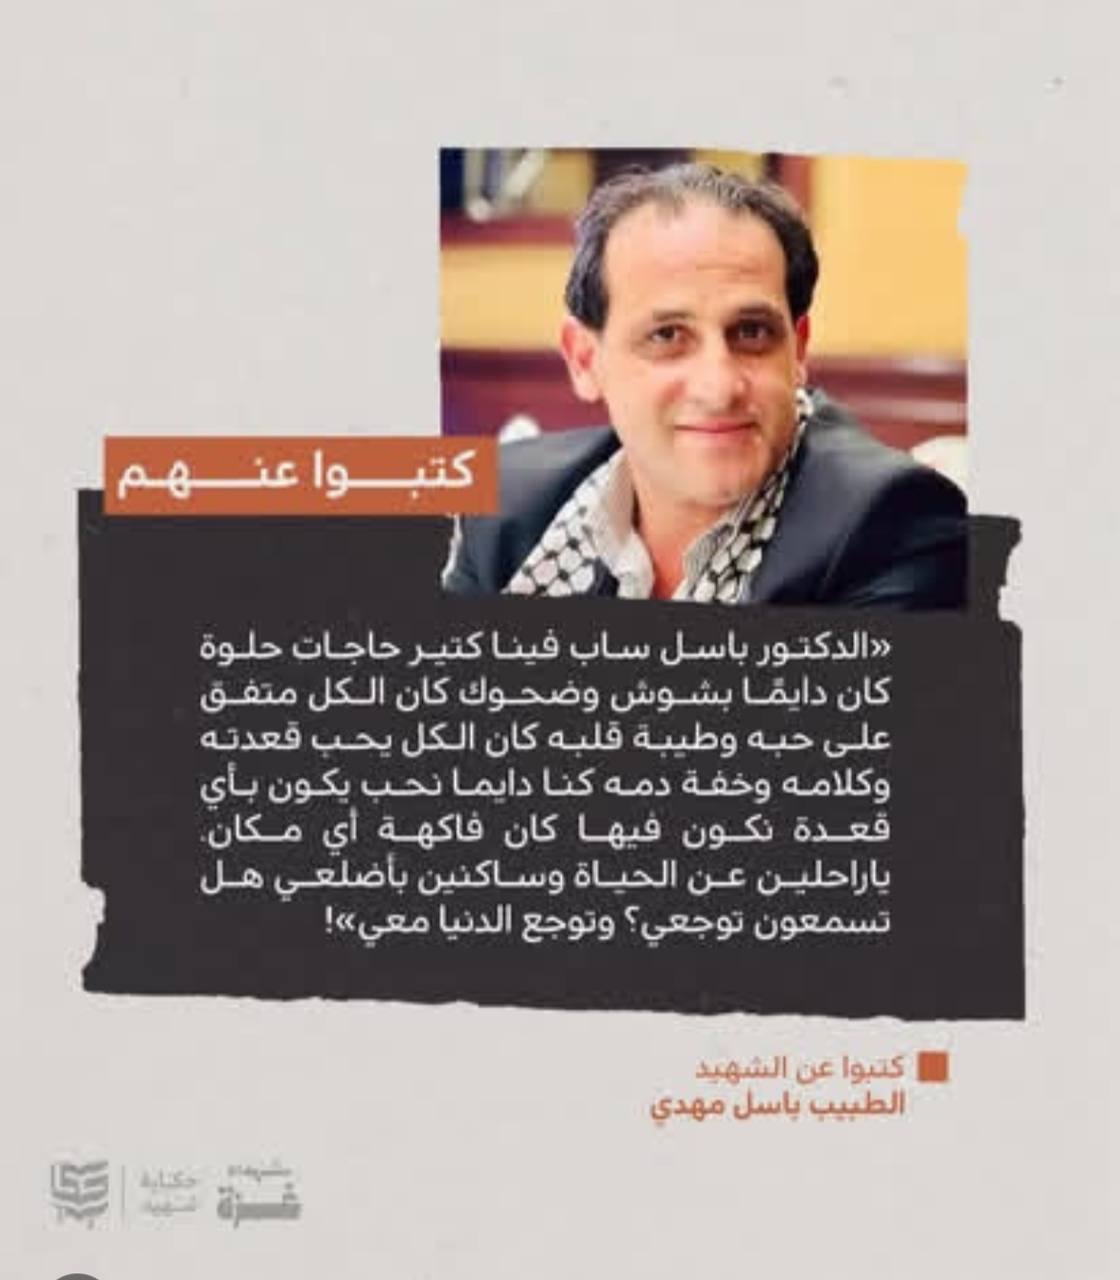 كتبوا عنهم
«الدكتور باسل ساب فينا كتير حاجات حلوة
كان دايمًا بشوش وضحوك كان الكل متفق
على حبه وطيبة قلبه كان الكل يحب قعدته
وكلامه وخفة دمه كنا دايما نحب يكون بأي
قعدة نكون فيها كان فاكهة أي مكان.
ياراحلين عن الحياة وساكنين بأضلعي هل
تسمعون توجعي؟ وتوجع الدنيا معي»!
كتبوا عن الشهيد
الطبيب باسل مهدي
شهداء
غزة
حكاية
شهيد